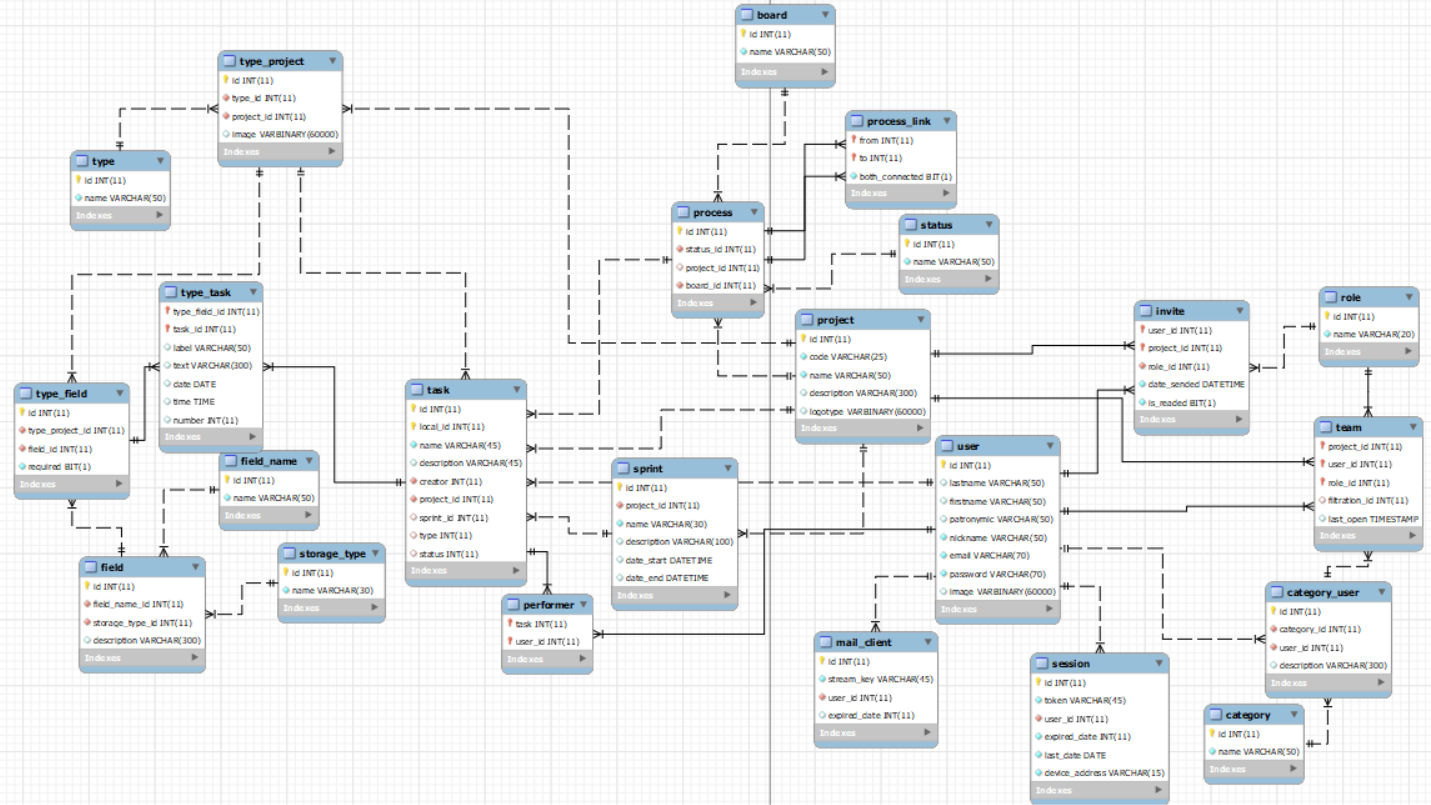 board
id INT(11)
name VARCHAR(50)
Indexes
type_project
id INT(11)
type_id INT(11)
project_id INT(11)
image VARBINARY(60000)
Indexes
process_link
from INT(11)
to INT(11)
both_connected BIT(1)
Indexes
type
id INT(11)
name VARCHAR(50)
Indexes
process
id INT(11)
status_id INT(11)
project_id INT(11)
board_id INT(11)
Indexes
status
id INT(11)
name VARCHAR(50)
Indexes
type_task
type_field_id INT(11)
task_id INT(11)
label VARCHAR(50)
text VARCHAR(300)
date DATE
time TIME
number INT(11)
Indexes
project
id INT(11)
code VARCHAR(25)
name VARCHAR(50)
description VARCHAR(300)
logotype VARBINARY(60000)
Indexes
invite
user_id INT(11)
project_id INT(11)
role_id INT(11)
date_sended DATETIME
is_readed BIT(1)
Indexes
role
id INT(11)
name VARCHAR(20)
Indexes
type_field
id INT(11)
type_project_id INT(11)
field_id INT(11)
required BIT(1)
Indexes
task
id INT(11)
local_id INT(11)
name VARCHAR(45)
description VARCHAR(45)
creator INT(11)
project_id INT(11)
sprint_id INT(11)
type INT(11)
status INT(11)
Indexes
team
project_id INT(11)
user_id INT(11)
role_id INT(11)
filtration_id INT(11)
last_open TIMESTAMP
Indexes
field_name
id INT(11)
name VARCHAR(50)
Indexes
sprint
id INT(11)
project_id INT(11)
name VARCHAR(30)
description VARCHAR(100)
date_start DATETIME
date_end DATETIME
Indexes
user
id INT(11)
lastname VARCHAR(50)
firstname VARCHAR(50)
patronymic VARCHAR(50)
nickname VARCHAR(50)
email VARCHAR(70)
password VARCHAR(70)
image VARBINARY(60000)
Indexes
field
id INT(11)
field_name_id INT(11)
storage_type_id INT(11)
description VARCHAR(300)
Indexes
storage_type
id INT(11)
name VARCHAR(30)
Indexes
performer
task INT(11)
user_id INT(11)
Indexes
category_user
id INT(11)
category_id INT(11)
user_id INT(11)
description VARCHAR(300)
Indexes
mail_client
id INT(11)
stream_key VARCHAR(45)
user_id INT(11)
expired_date INT(11)
Indexes
session
id INT(11)
token VARCHAR(45)
user_id INT(11)
expired_date INT(11)
last_date DATE
device_address VARCHAR(15)
Indexes
category
id INT(11)
name VARCHAR(50)
Indexes